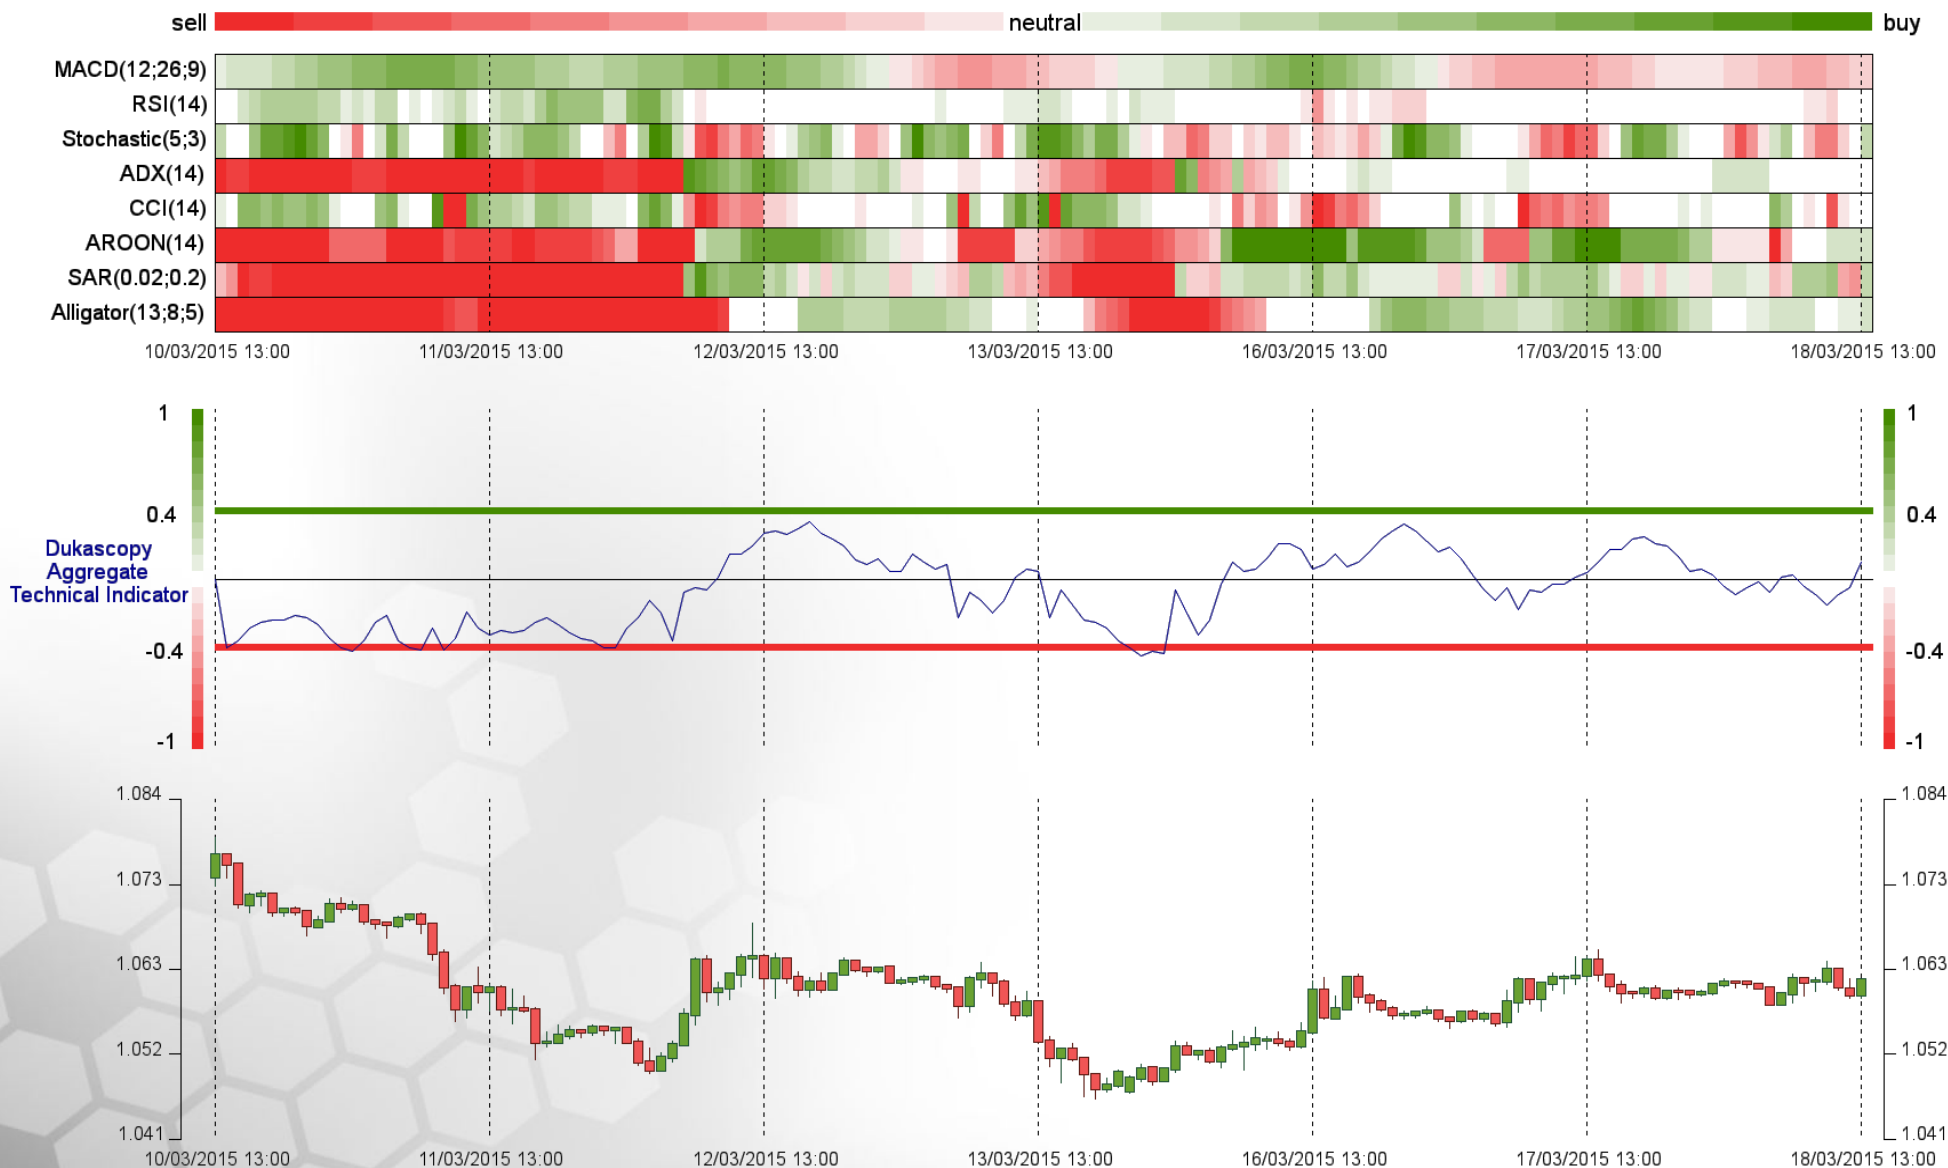 sell neutral buy
MACD(12;26;9)
RSI(14)
Stochastic(5;3)
ADX(14)
CCI(14)
AROON(14)
SAR(0.02;0.2)
Alligator(13;8;5)
10/03/2015 13:00 11/03/2015 13:00 12/03/2015 13:00 13/03/2015 13:00 16/03/2015 13:00 17/03/2015 13:00 18/03/2015 13:00
1 1
0.4 0.4
Dukascopy
Aggregate
Technical Indicator
-0.4 -0.4
-1 -1
1.084 1.084
1.073 1.073
1.063 1.063
1.052 1.052
1.041 1.041
10/03/2015 13:00 11/03/2015 13:00 12/03/2015 13:00 13/03/2015 13:00 16/03/2015 13:00 17/03/2015 13:00 18/03/2015 13:00